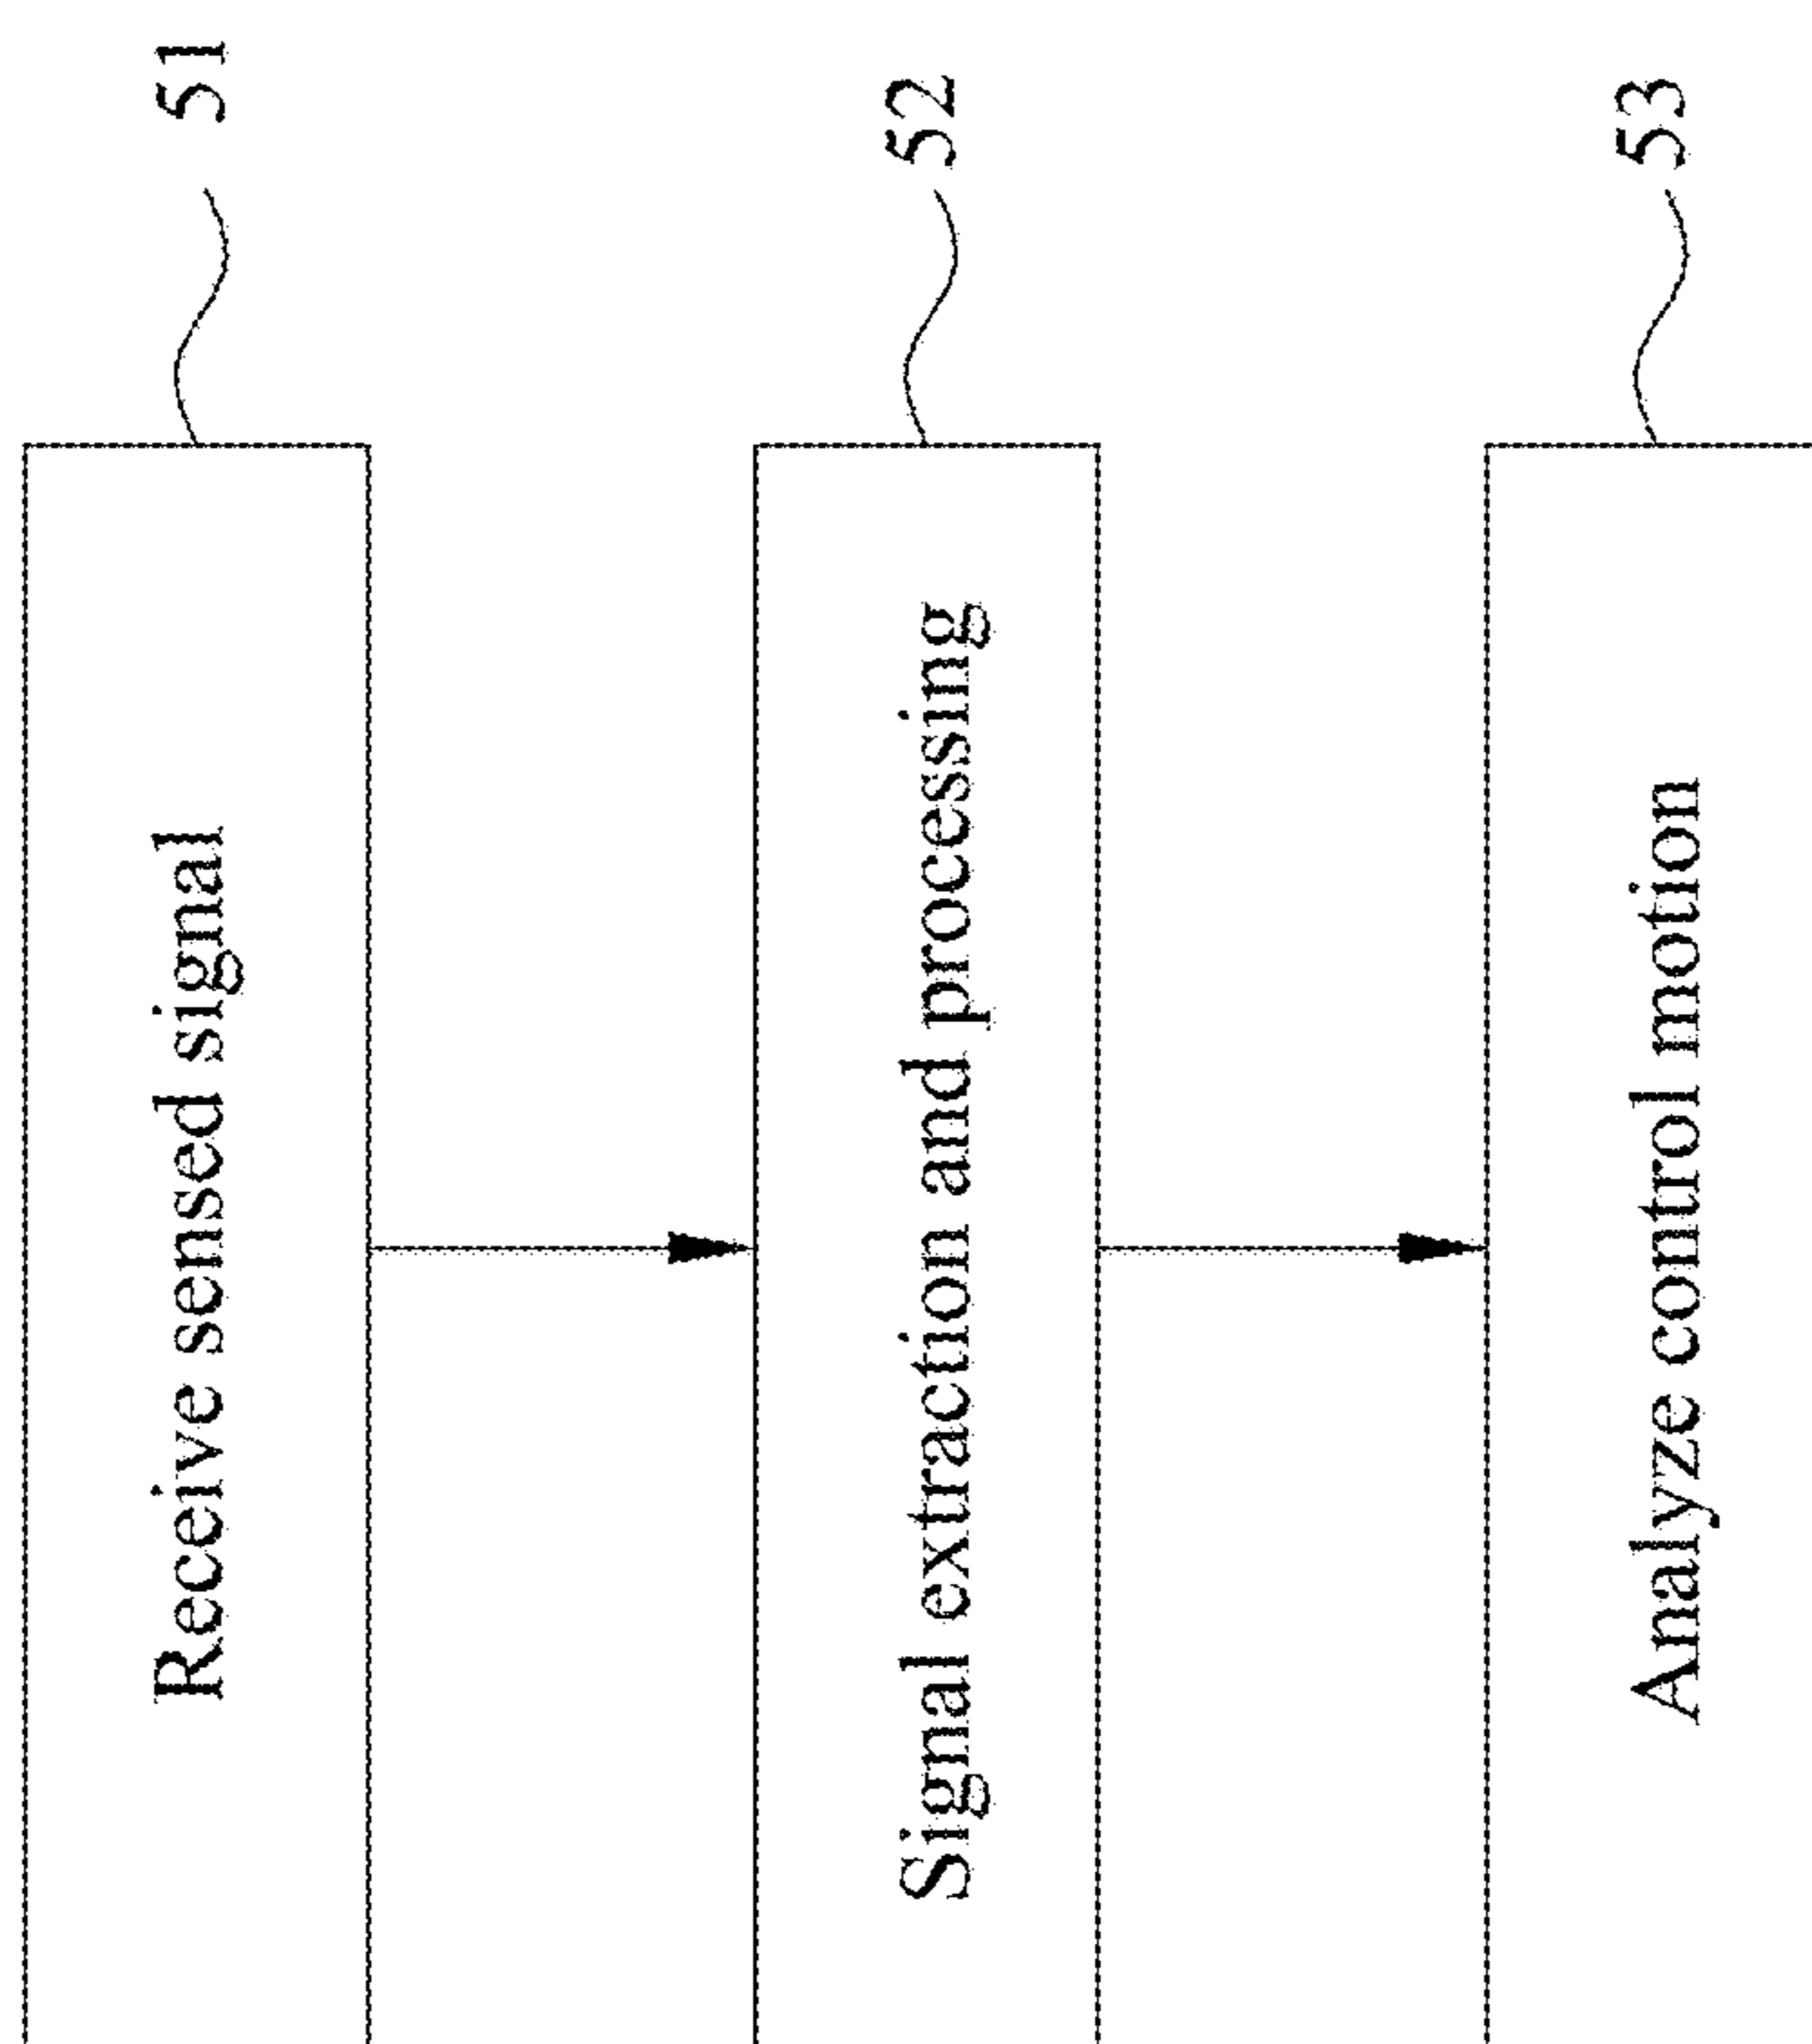 Receive sensed signal
51
Signal extraction and processing
52
Analyze control motion
53